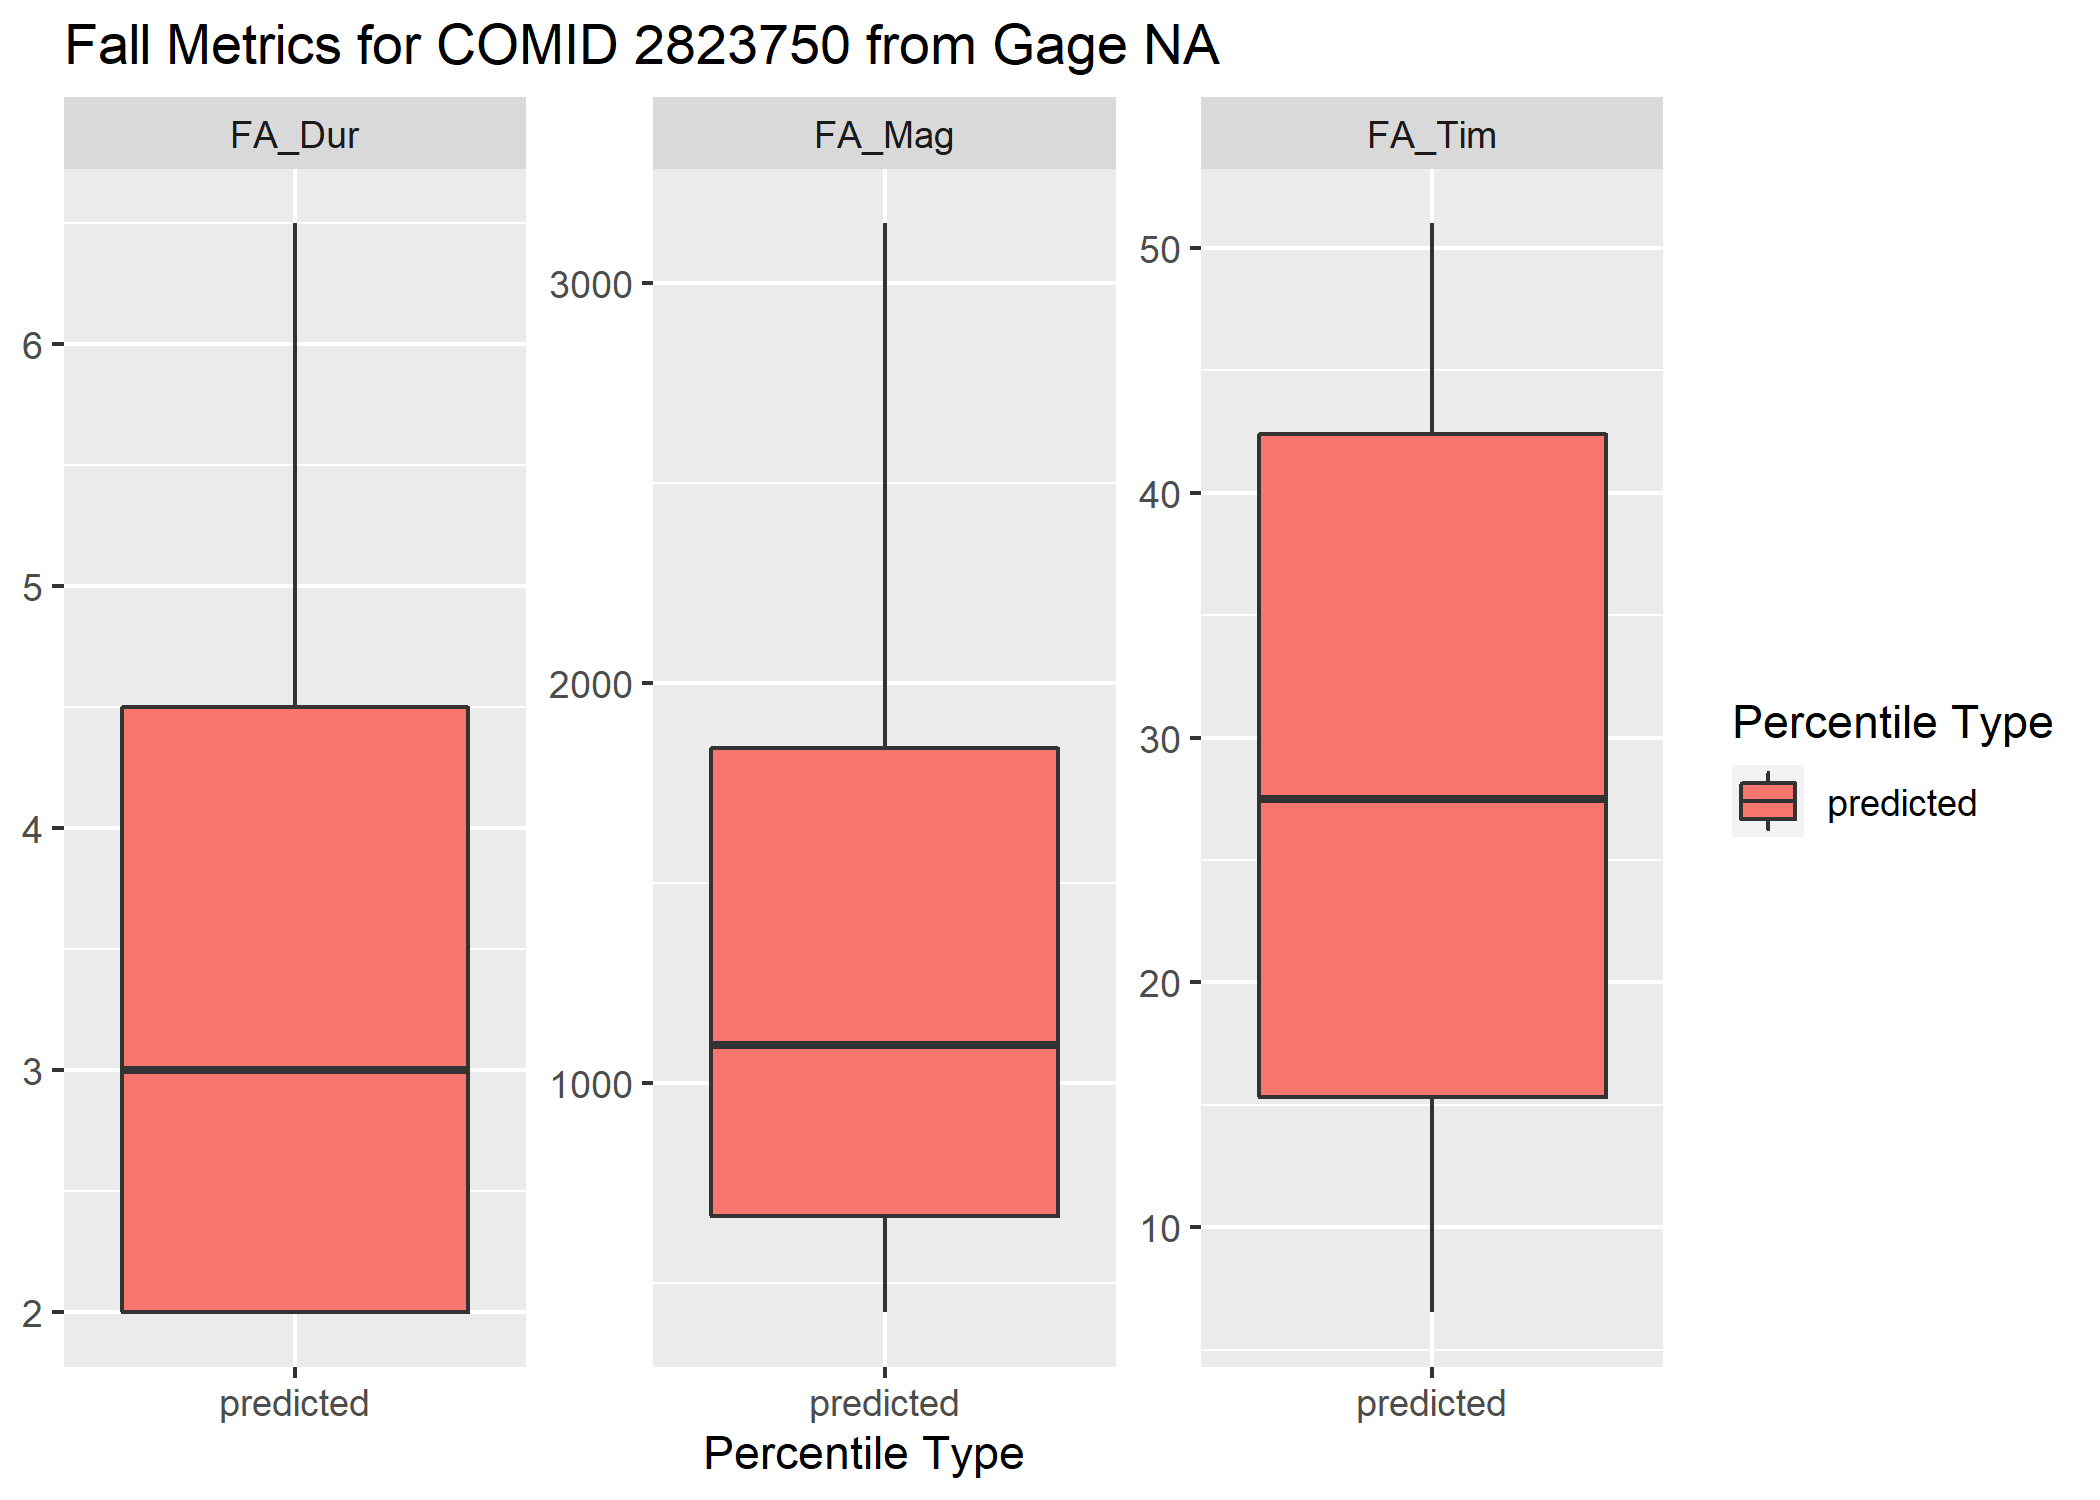 Fall Metrics for COMID 2823750 from Gage NA
FA_Dur
FA_Mag
FA_Tim
6
5
4
3
2
3000
2000
1000
50
40
30
20
10
predicted
predicted
predicted
Percentile Type
Percentile Type
predicted